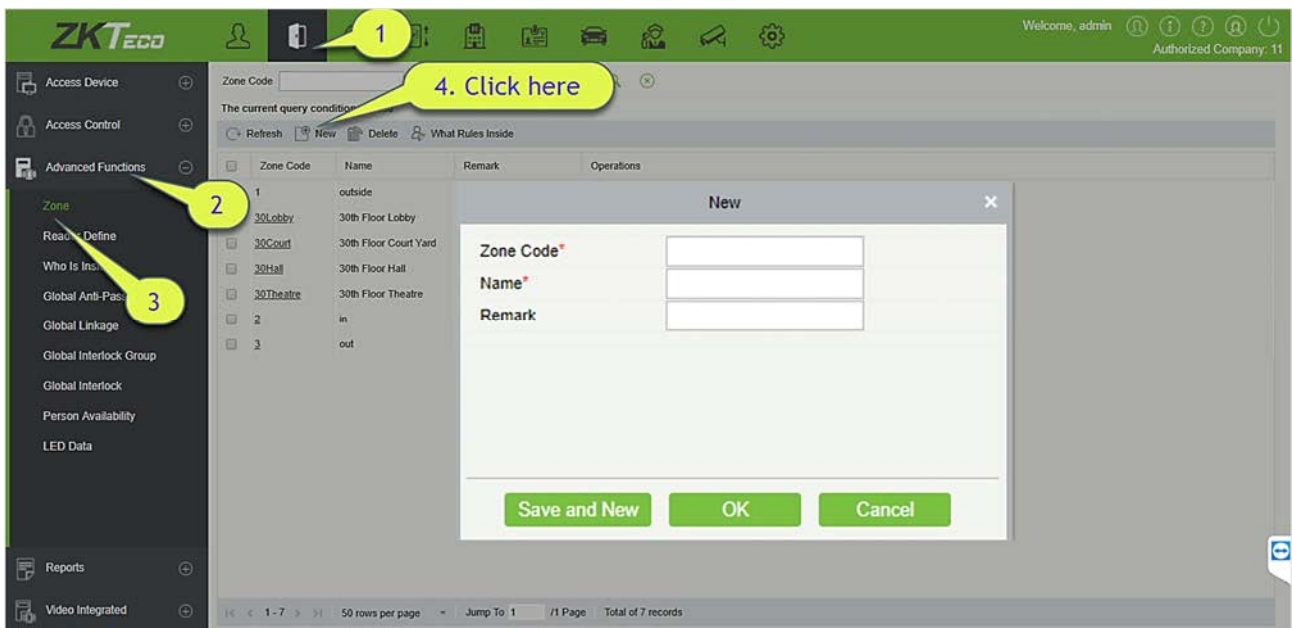 ZKTeco
1
Welcome, admin
Authorized Company: 11
Access Device
Access Control
Advanced Functions
2
Zone
Reader Define
Who Is
Global Anti-Pas
3
Global Linkage
Global Interlock Group
Global Interlock
Person Availability
LED Data
Reports
Video Integrated
Zone Code
4. Click here
The current query condition
Refresh New Delete What Rules Inside
Zone Code Name Remark Operations
1 outside
30Lobby 30th Floor Lobby
30Court 30th Floor Court Yard
30Hall 30th Floor Hall
30Theatre 30th Floor Theatre
2 in
3 out
New
Zone Code*
Name*
Remark
Save and New OK Cancel
1-7 50 rows per page Jump To 1 /1 Page Total of 7 records